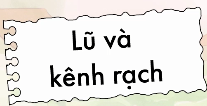 Lũ và
kênh rạch